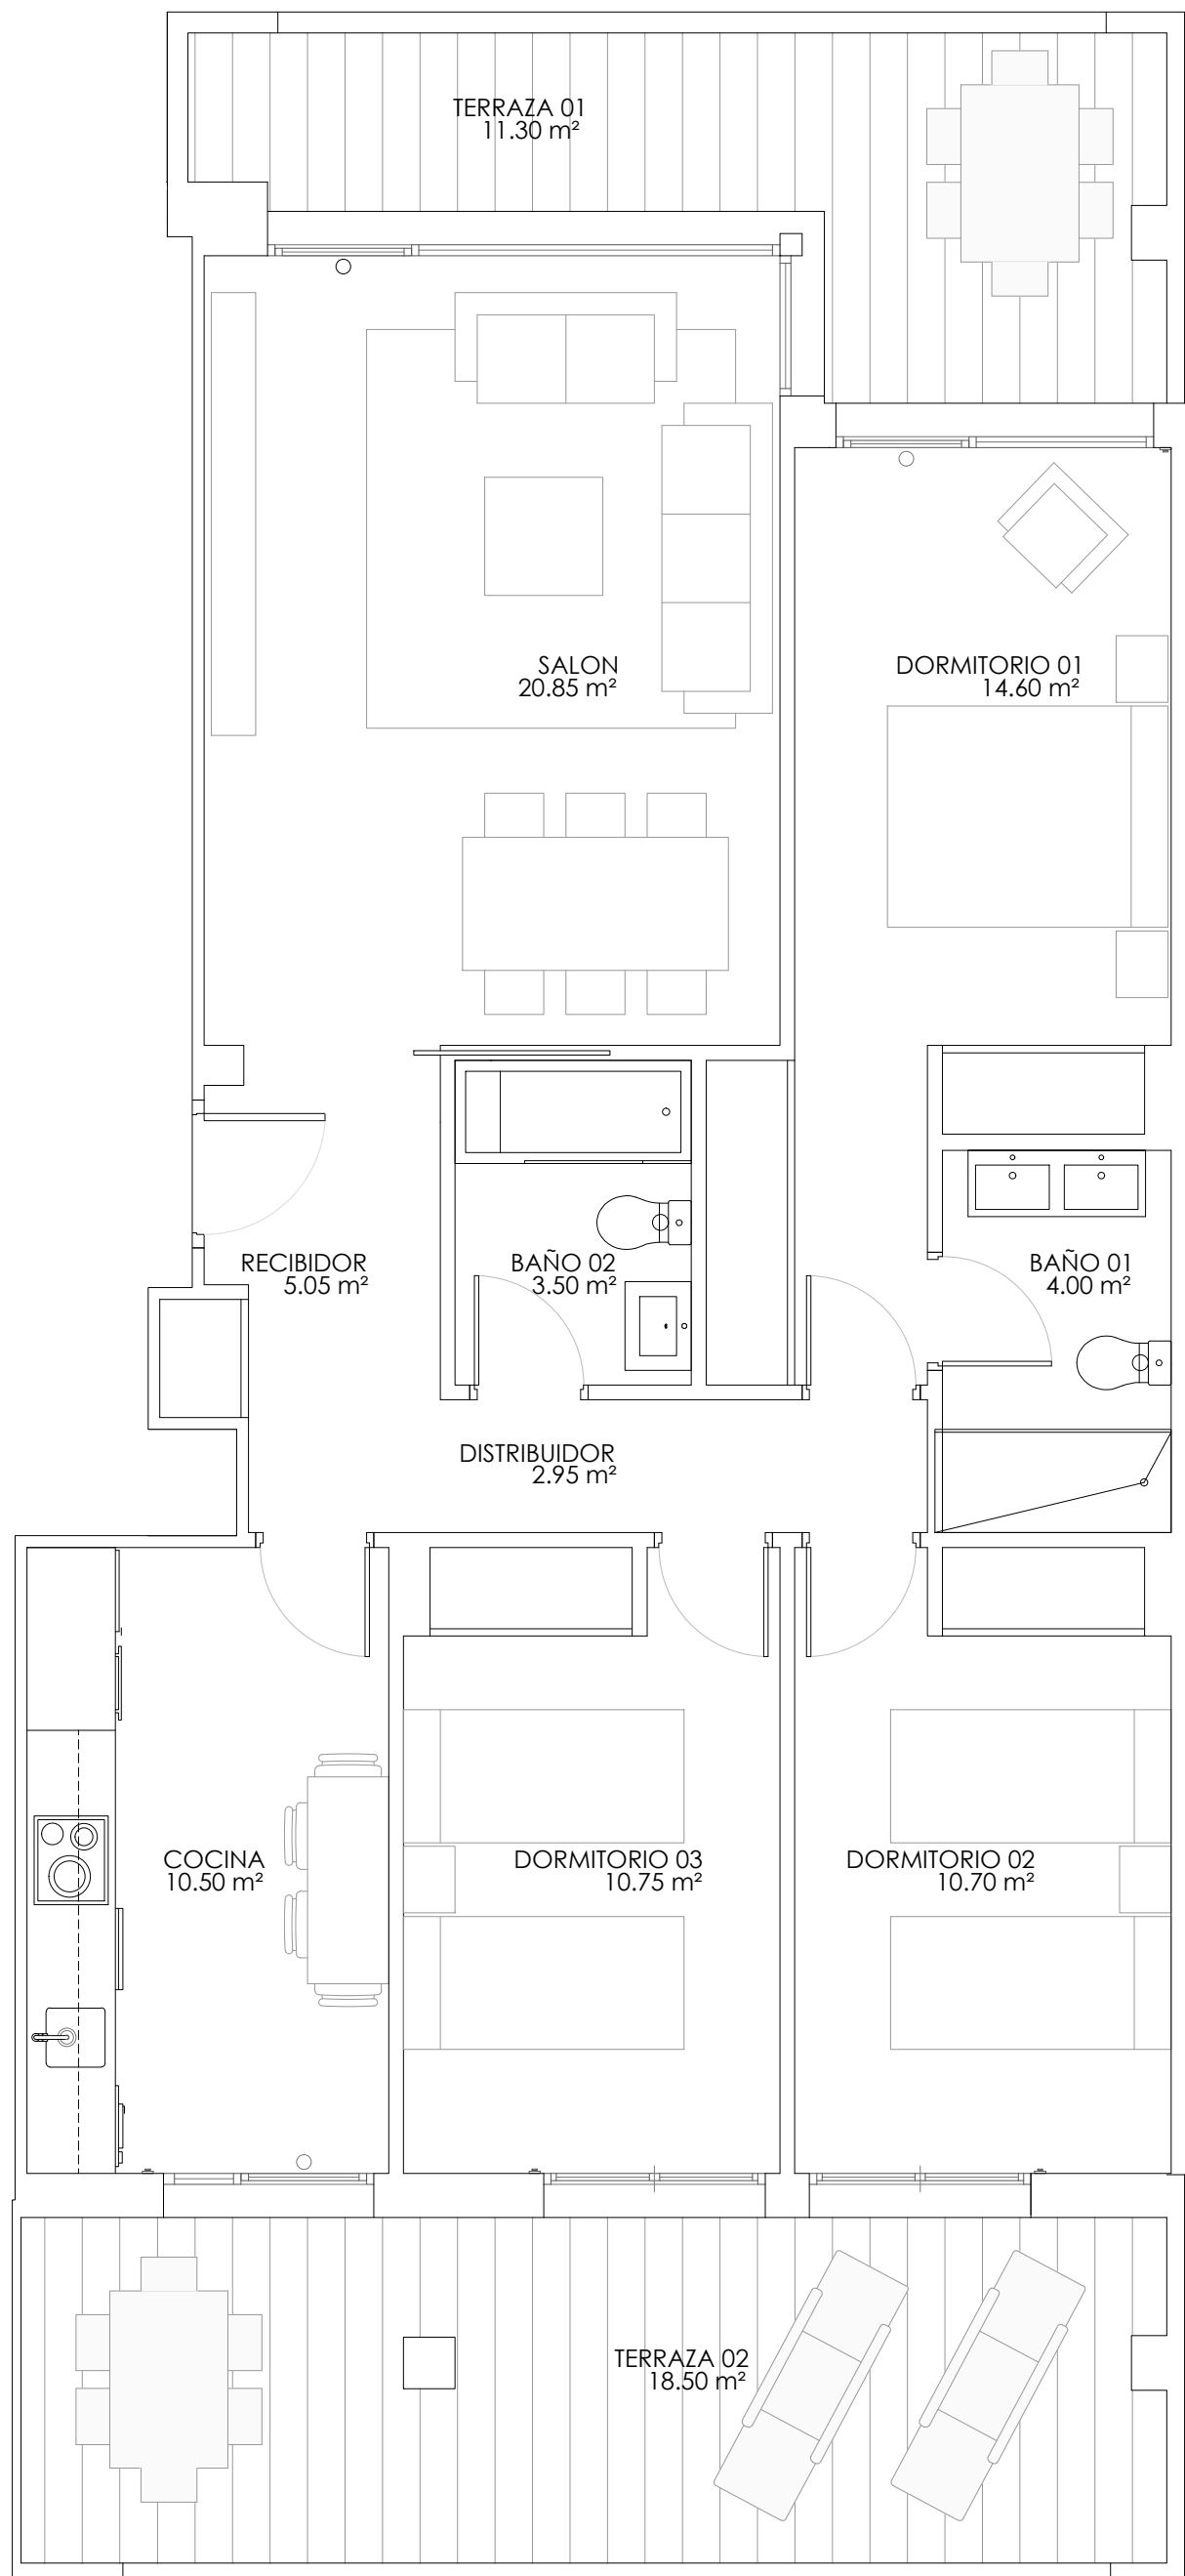 TERRAZA 01
11.30 m²
SALON
20.85 m²
DORMITORIO 01
14.60 m²
RECIBIDOR
5.05 m²
BAÑO 02
3.50 m²
BAÑO 01
4.00 m²
DISTRIBUIDOR
2.95 m²
COCINA
10.50 m²
DORMITORIO 03
10.75 m²
DORMITORIO 02
10.70 m²
TERRAZA 02
18.50 m²